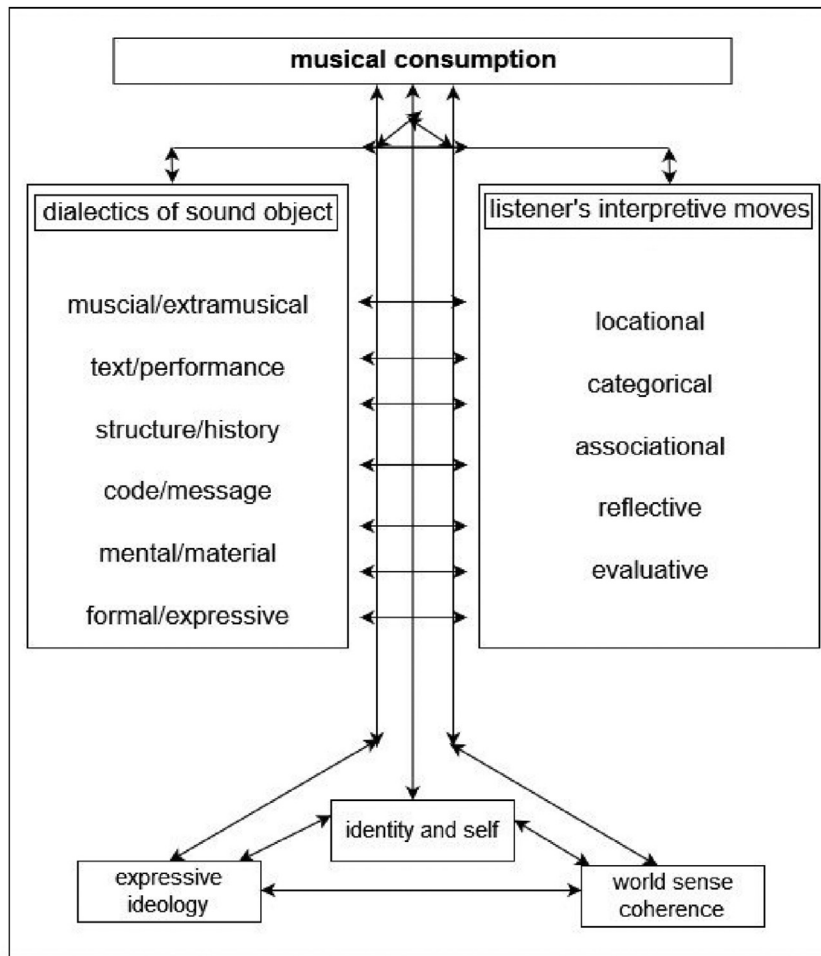 musical consumption
dialectics of sound object
muscial/extramusical
text/performance
structure/history
code/message
mental/material
formal/expressive
listener's interpretive moves
locational
categorical
associational
reflective
evaluative
identity and self
expressive
ideology
world sense
coherence